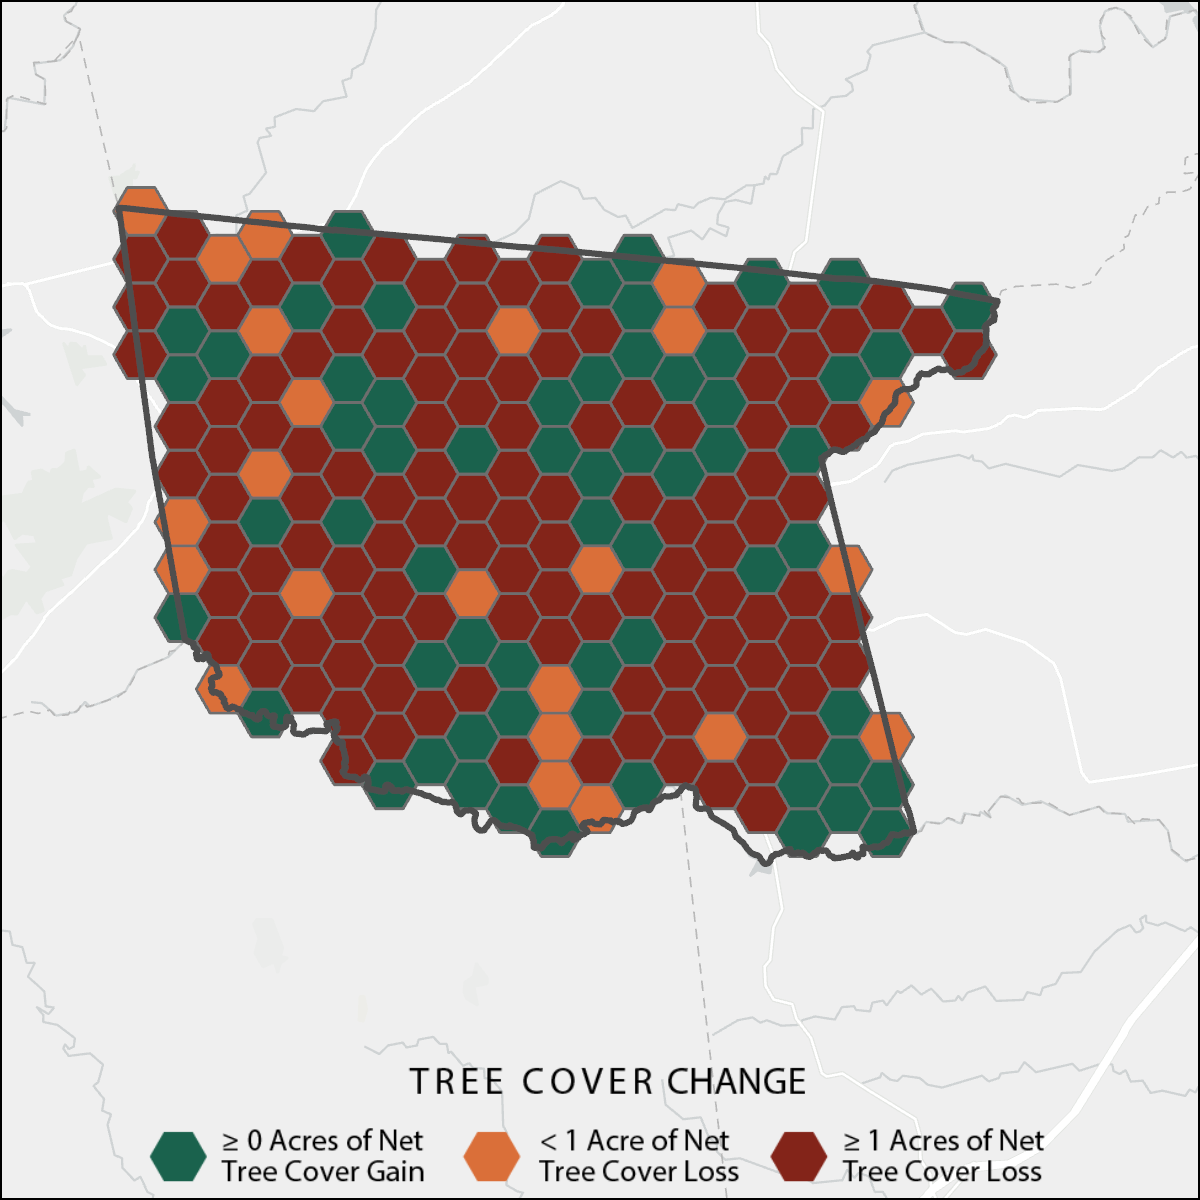 TREE COVER CHANGE
≥ 0 Acres of Net
Tree Cover Gain
< 1 Acre of Net
Tree Cover Loss
≥ 1 Acres of Net
Tree Cover Loss